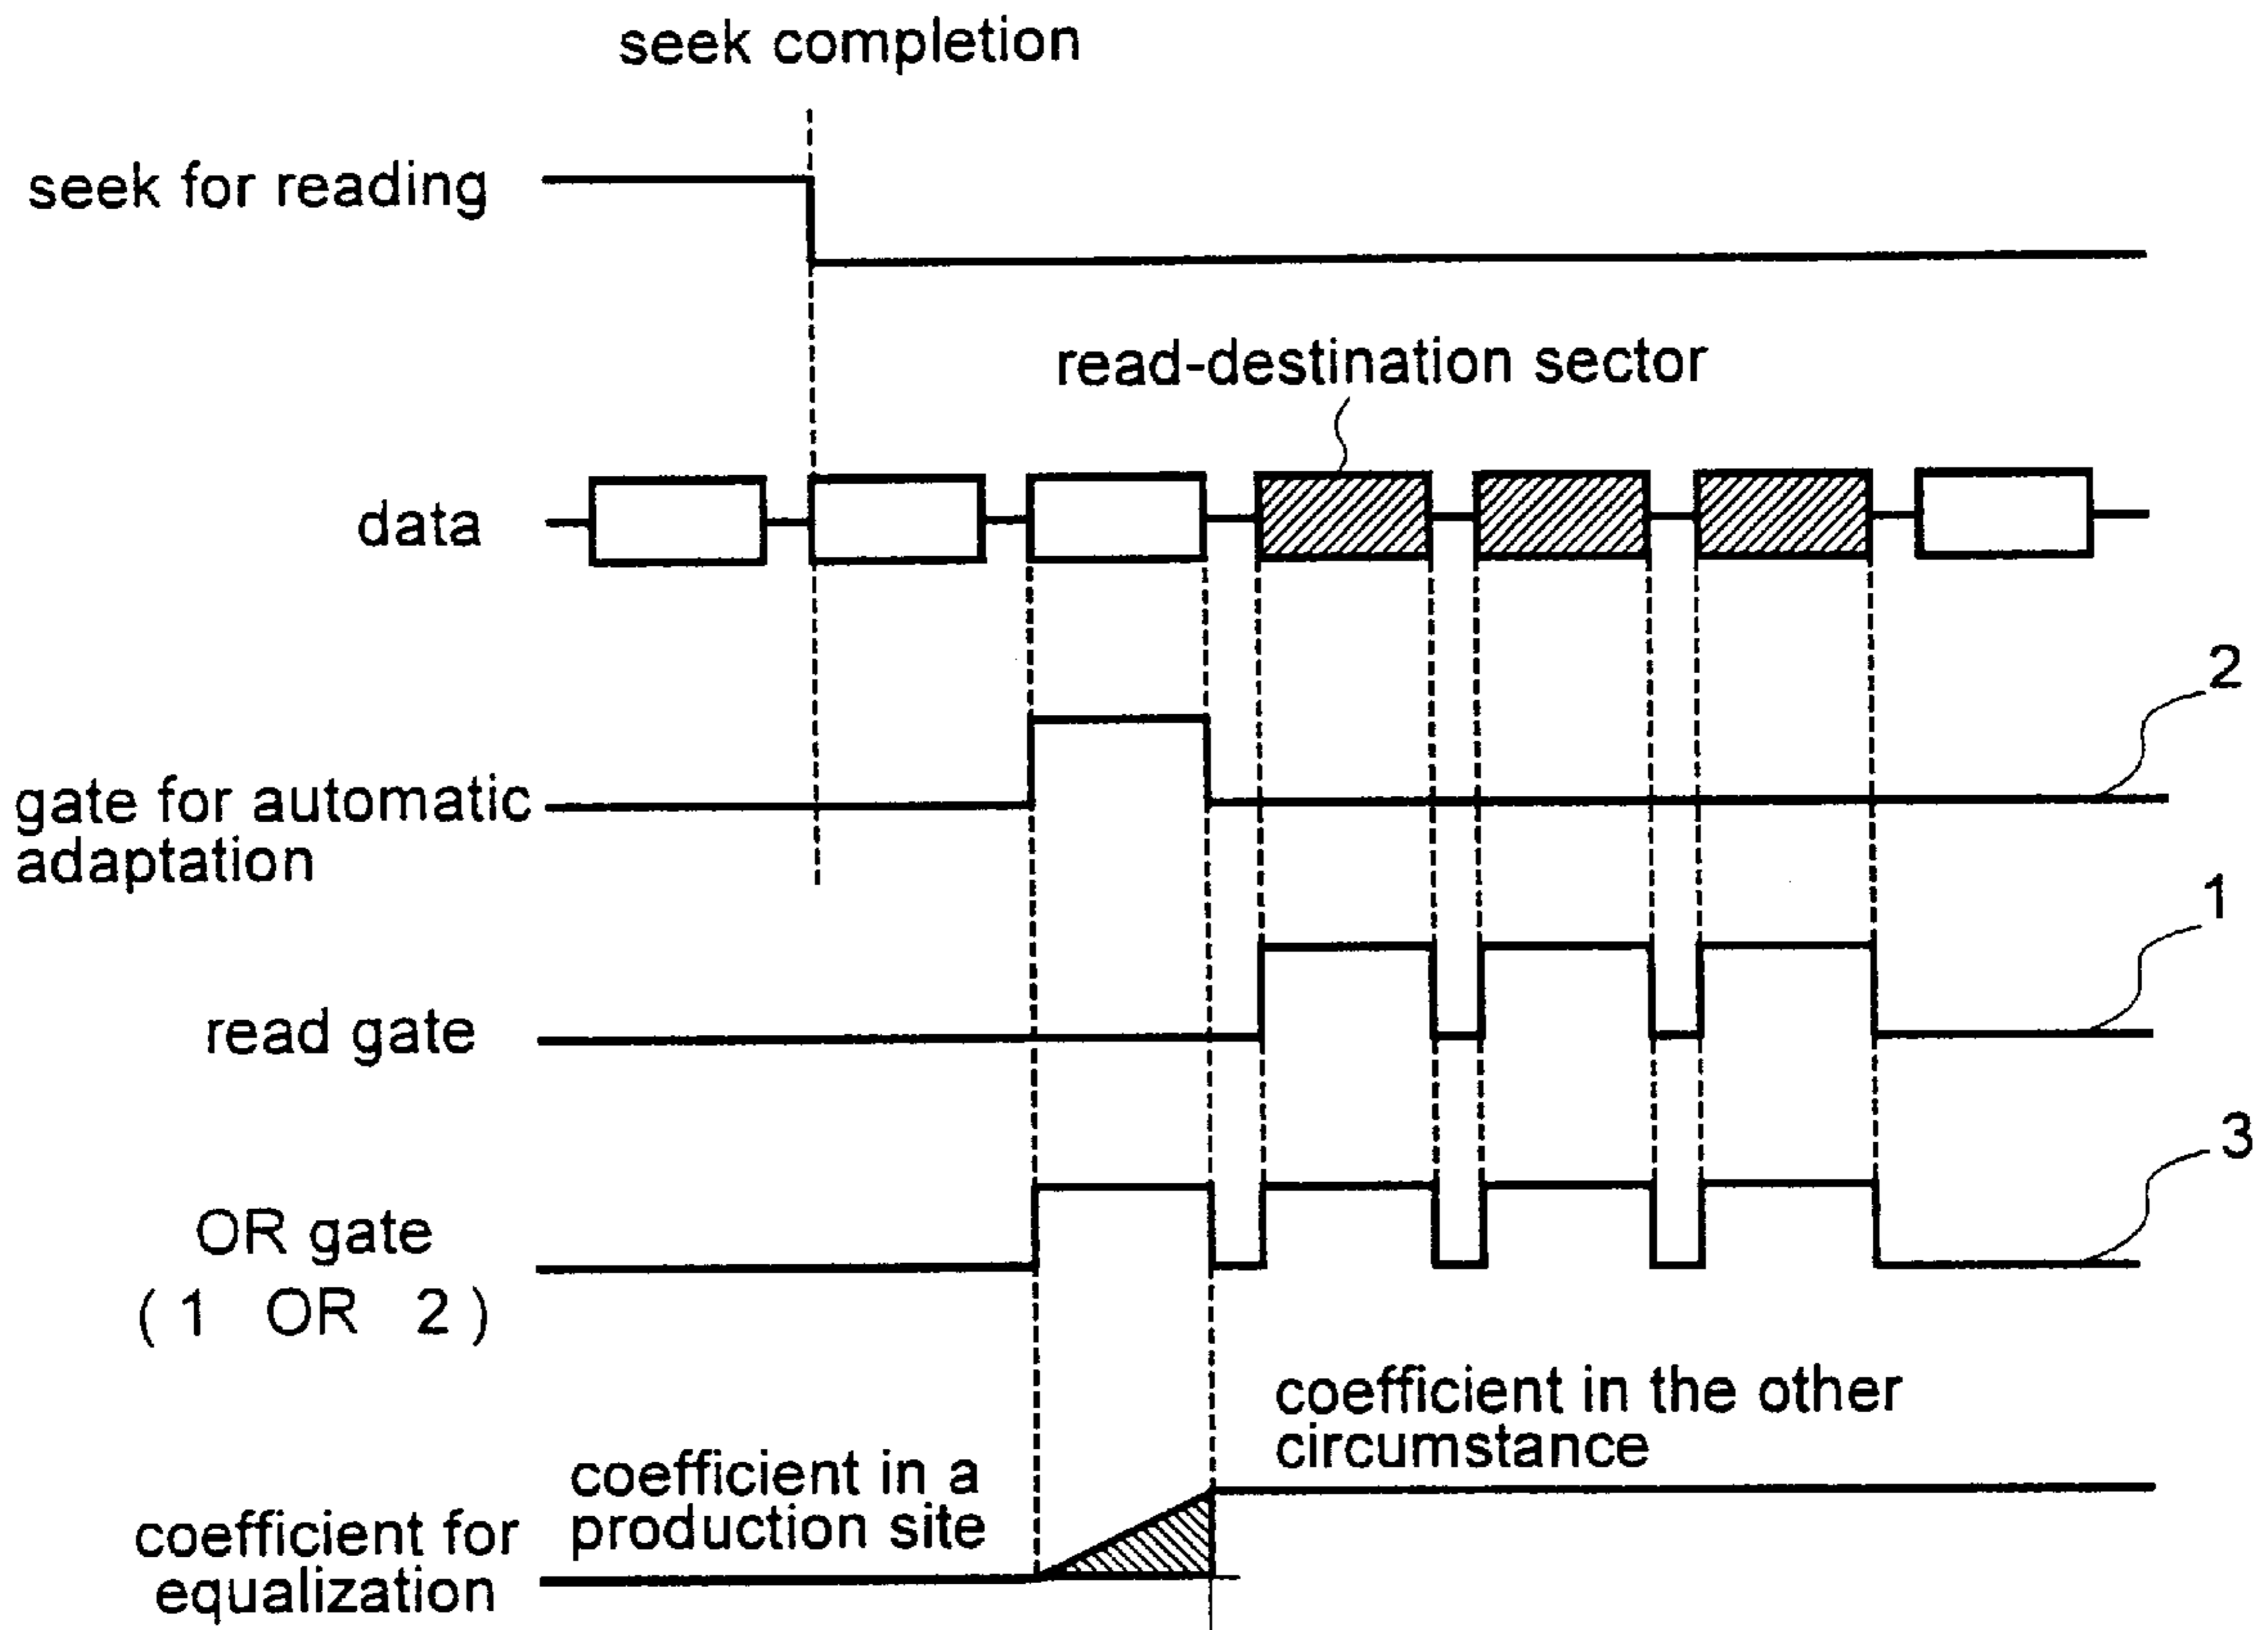 seek completion
seek for reading
read-destination sector
data
2
gate for automatic
adaptation
1
read gate
3
OR gate
( 1 OR 2 )
coefficient in the other
circumstance
coefficient in a
production site
coefficient for
equalization